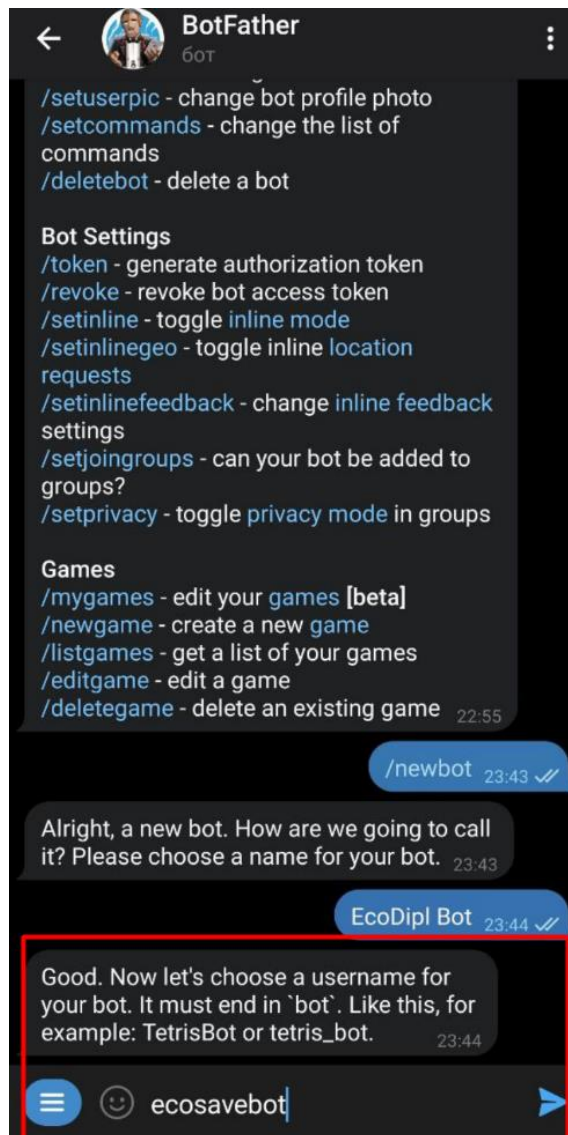 BotFather
бот
/setuserpic - change bot profile photo
/setcommands - change the list of
commands
/deletebot - delete a bot
Bot Settings
/token - generate authorization token
/revoke - revoke bot access token
/setinline - toggle inline mode
/setinlinegeo - toggle inline location
requests
/setinlinefeedback - change inline feedback
settings
/setjoingroups - can your bot be added to
groups?
/setprivacy - toggle privacy mode in groups
Games
/mygames - edit your games [beta]
/newgame - create a new game
/listgames - get a list of your games
/editgame - edit a game
/deletegame - delete an existing game 22:55
/newbot 23:43
Alright, a new bot. How are we going to call
it? Please choose a name for your bot. 23:43
EcoDipl Bot 23:44
Good. Now let's choose a username for
your bot. It must end in `bot`. Like this, for
example: TetrisBot or tetris_bot. 23:44
ecosavebot